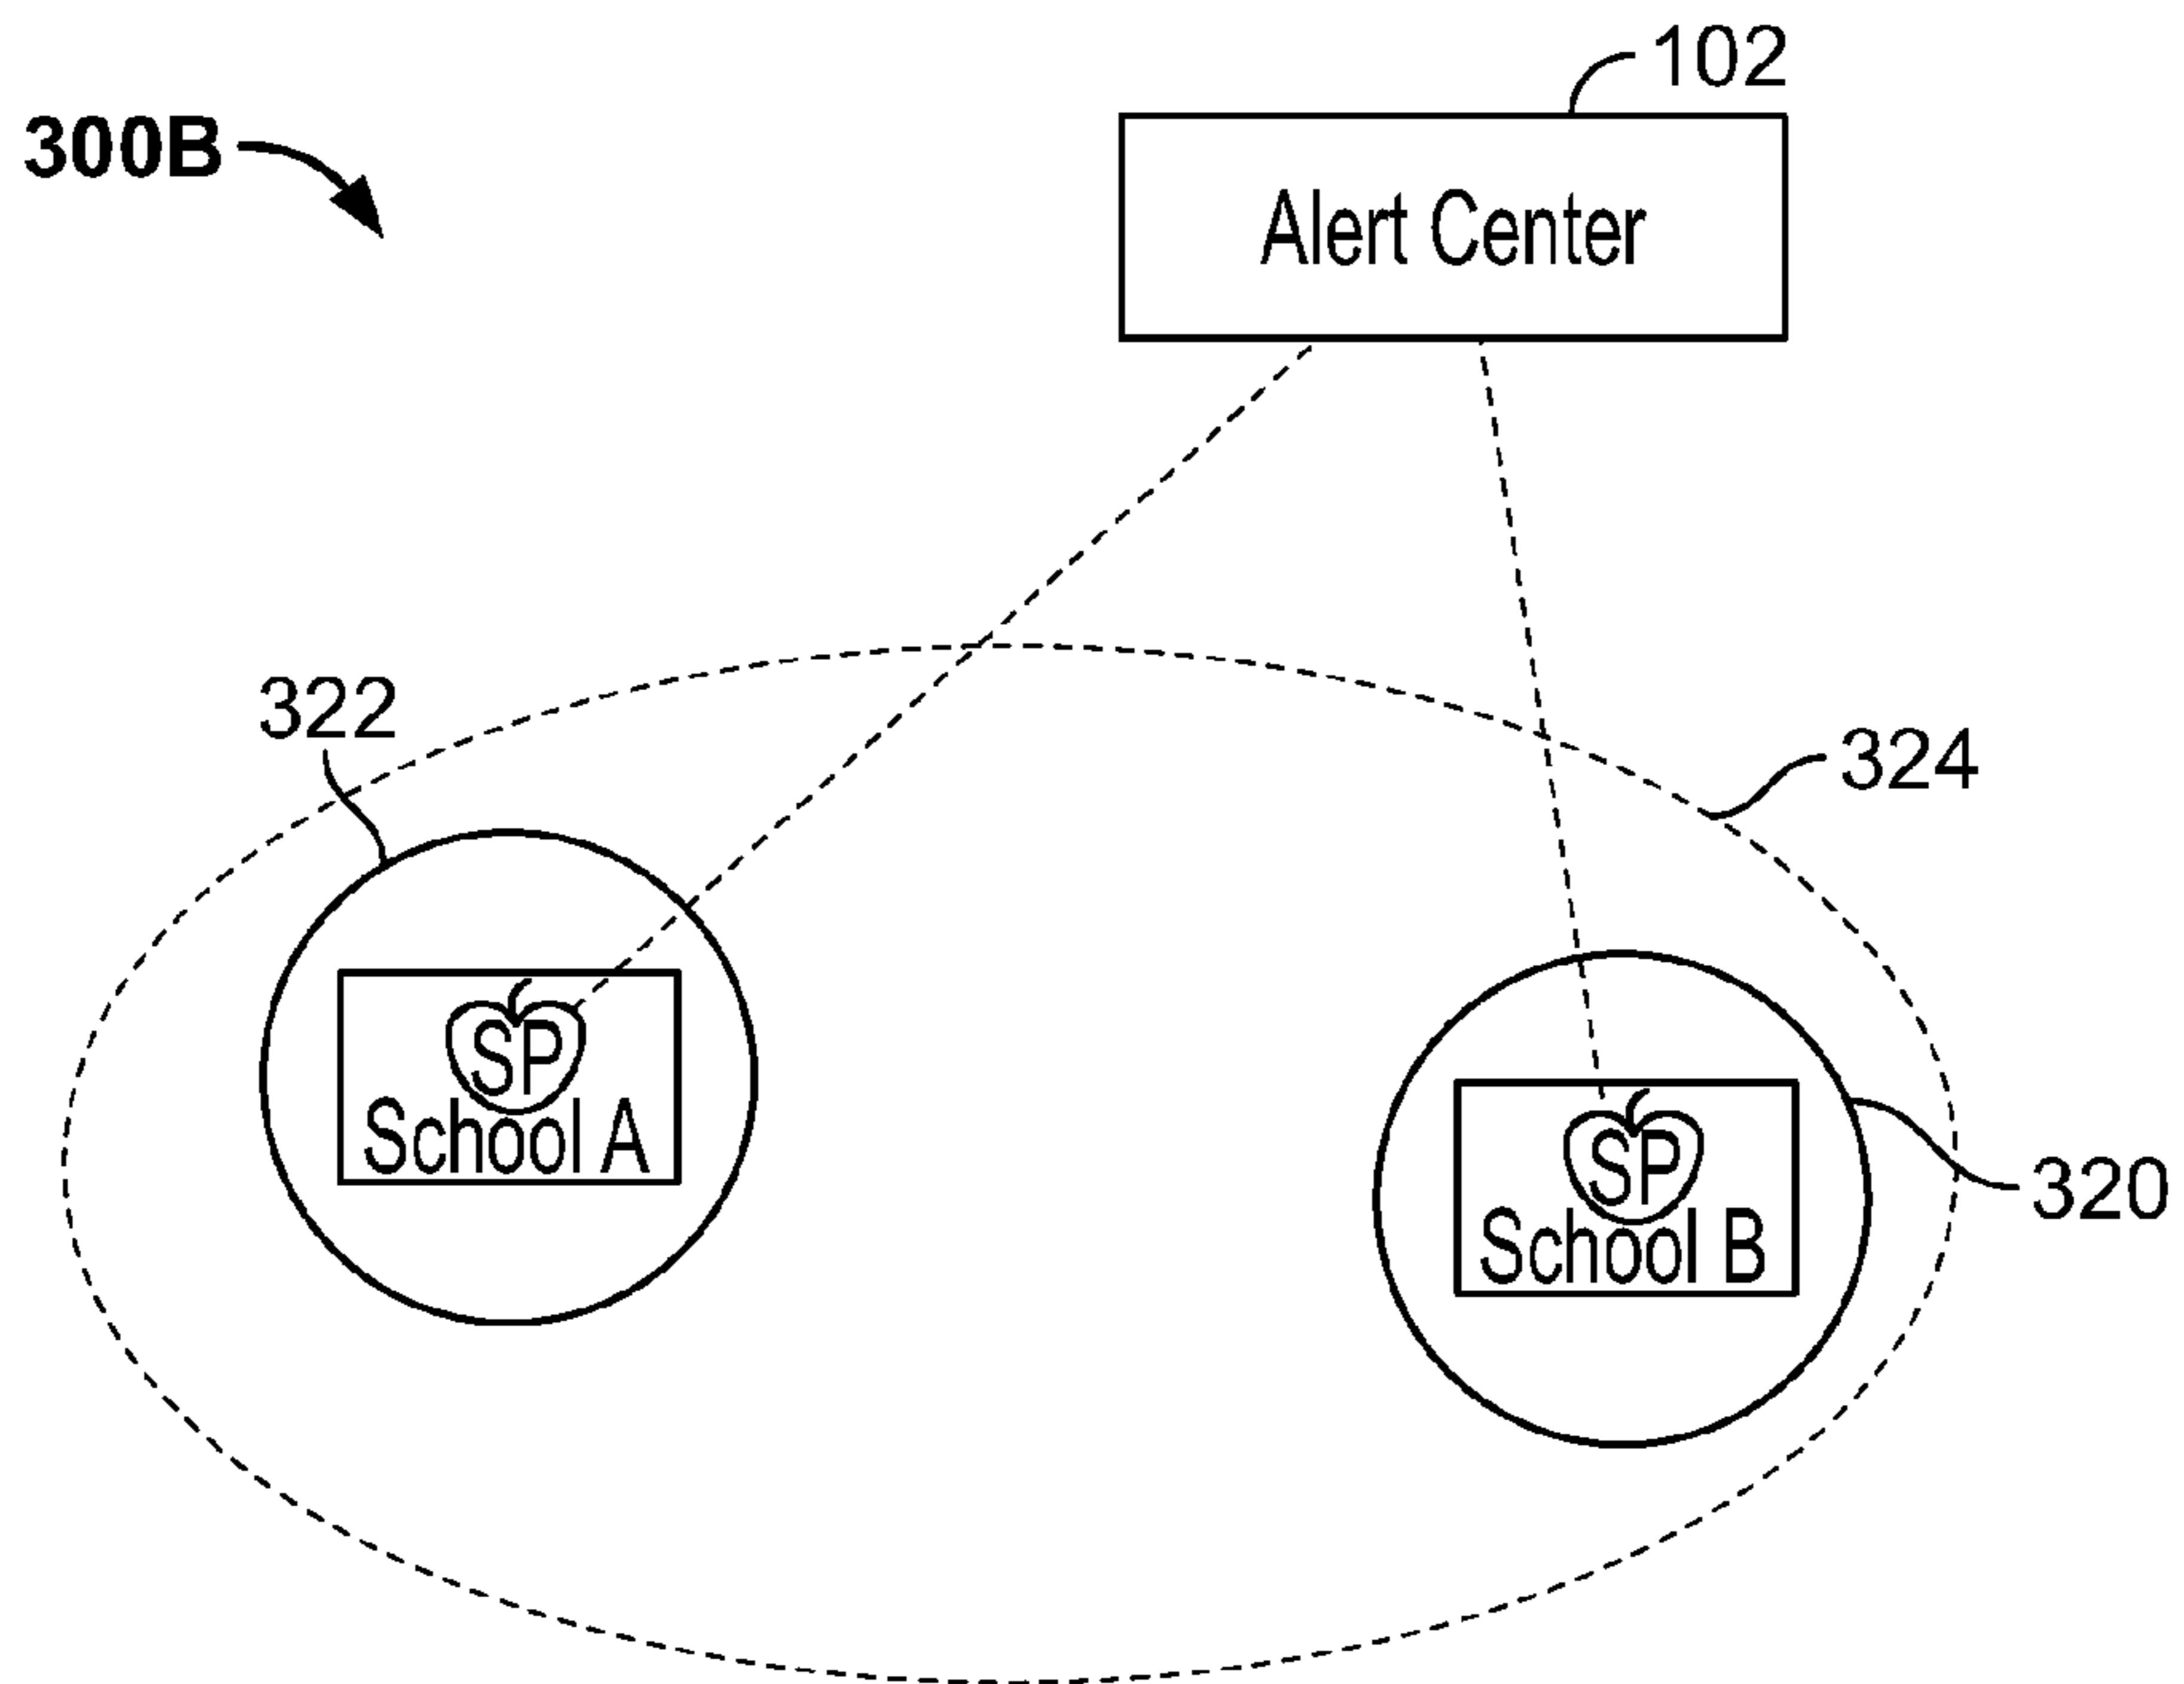 102
300B
Alert Center
322
324
SP
School A
SP
School B
320